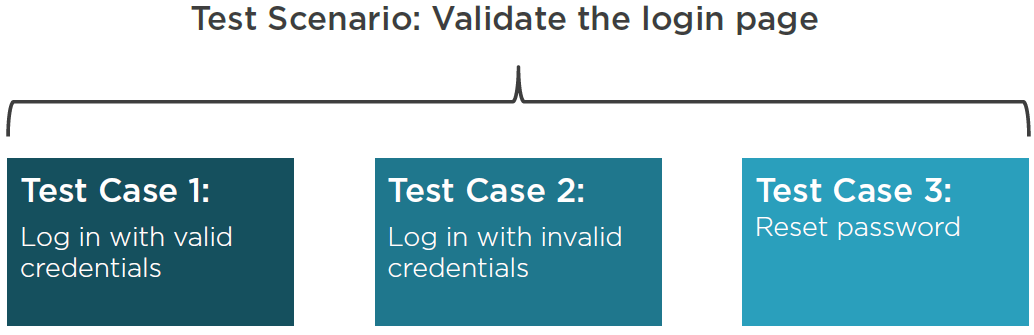 Test Scenario: Validate the login page
Test Case 1:
Log in with valid
credentials
Test Case 2:
Log in with invalid
credentials
Test Case 3:
Reset password